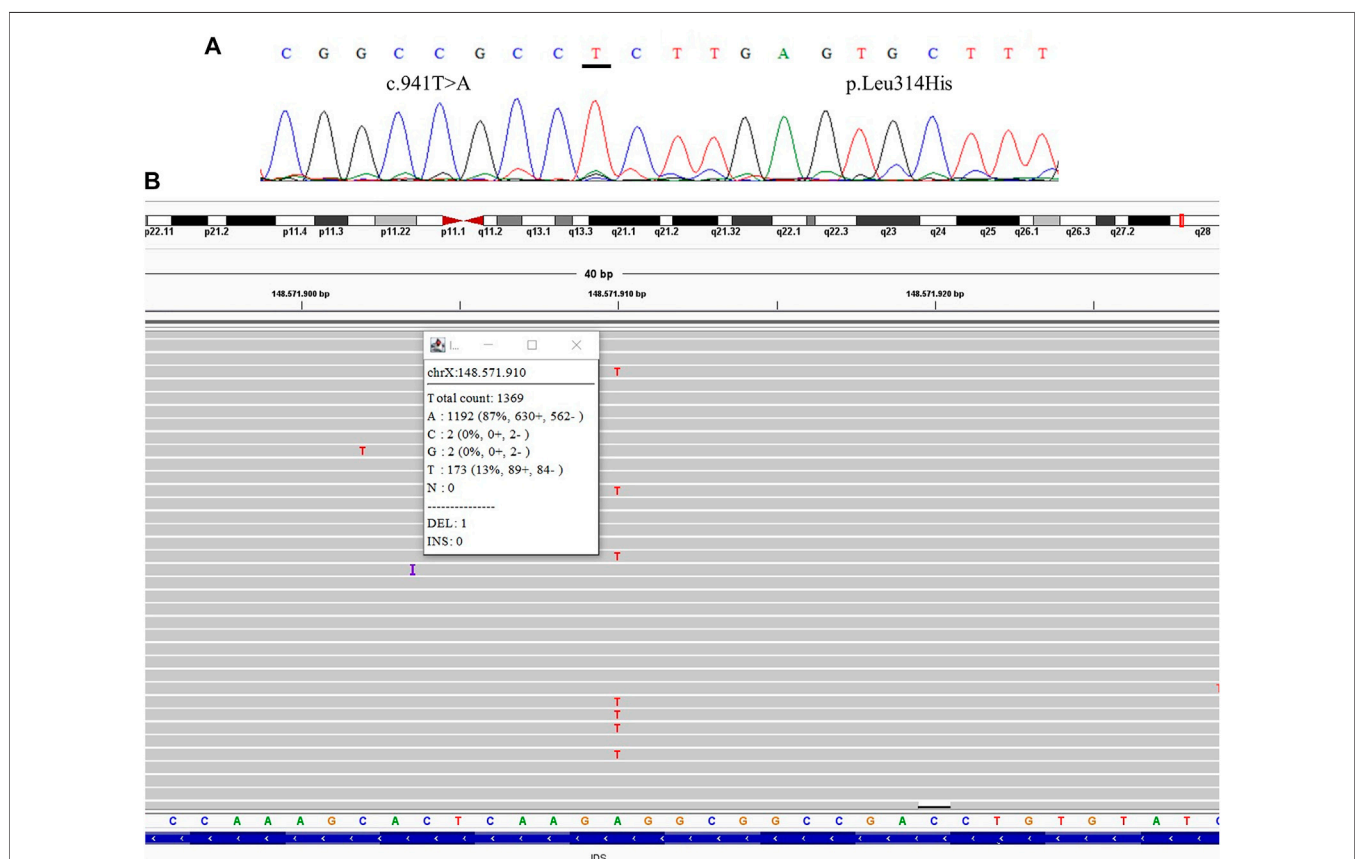 A
C G G C C G C C T C T T G A G T G C T T T
c.941T>A p.Leu314His
B
p22.11 p21.2 p11.4 p11.3 p11.22 p11.1 q11.2 q13.1 q13.3 q21.1 q21.2 q21.32 q22.1 q22.3 q23 q24 q25 q26.1 q26.3 q27.2 q28
40 bp
148.571.900 bp 148.571.910 bp 148.571.920 bp
I...
chrX:148.571.910
Total count: 1369
A : 1192 (87%, 630+, 562- )
C : 2 (0%, 0+, 2- )
G : 2 (0%, 0+, 2- )
T : 173 (13%, 89+, 84- )
N : 0
---------------
DEL: 1
INS: 0
T
T
T
T
I
T
T
T
T
T
C C A A A G C A C T C A A G A G G C G G C C G A C C T G T G T A T C
IDS